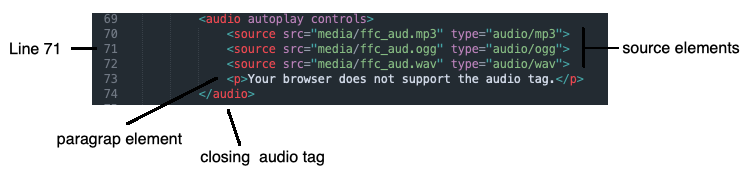 69 <audio autoplay controls>
70 <source src="media/ffc_aud.mp3" type="audio/mp3">
Line 71
71 <source src="media/ffc_aud.ogg" type="audio/ogg">
source elements
72 <source src="media/ffc_aud.wav" type="audio/wav">
73 <p>Your browser does not support the audio tag.</p>
74 </audio>
paragrap element
closing audio tag